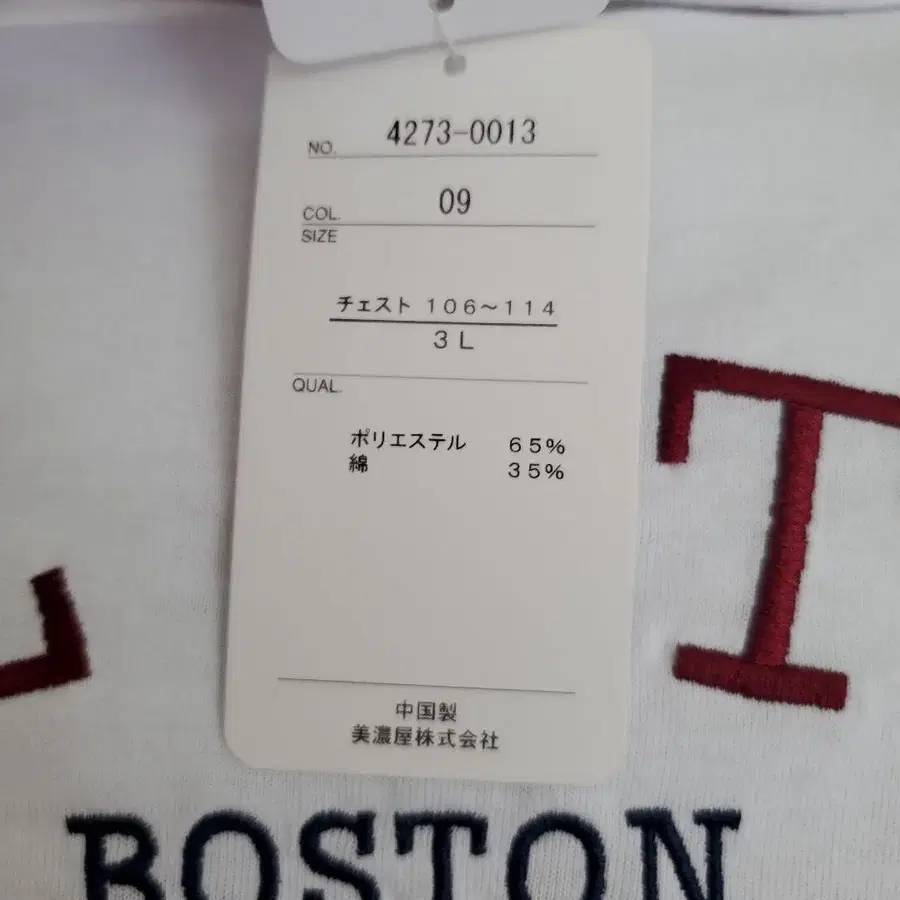 NO. 4273-0013
COL. 09
SIZE
チェスト 106〜114
3L
QUAL.
ポリエステル 65%
綿 35%
中国製
美濃屋株式会社
T
BOSTON